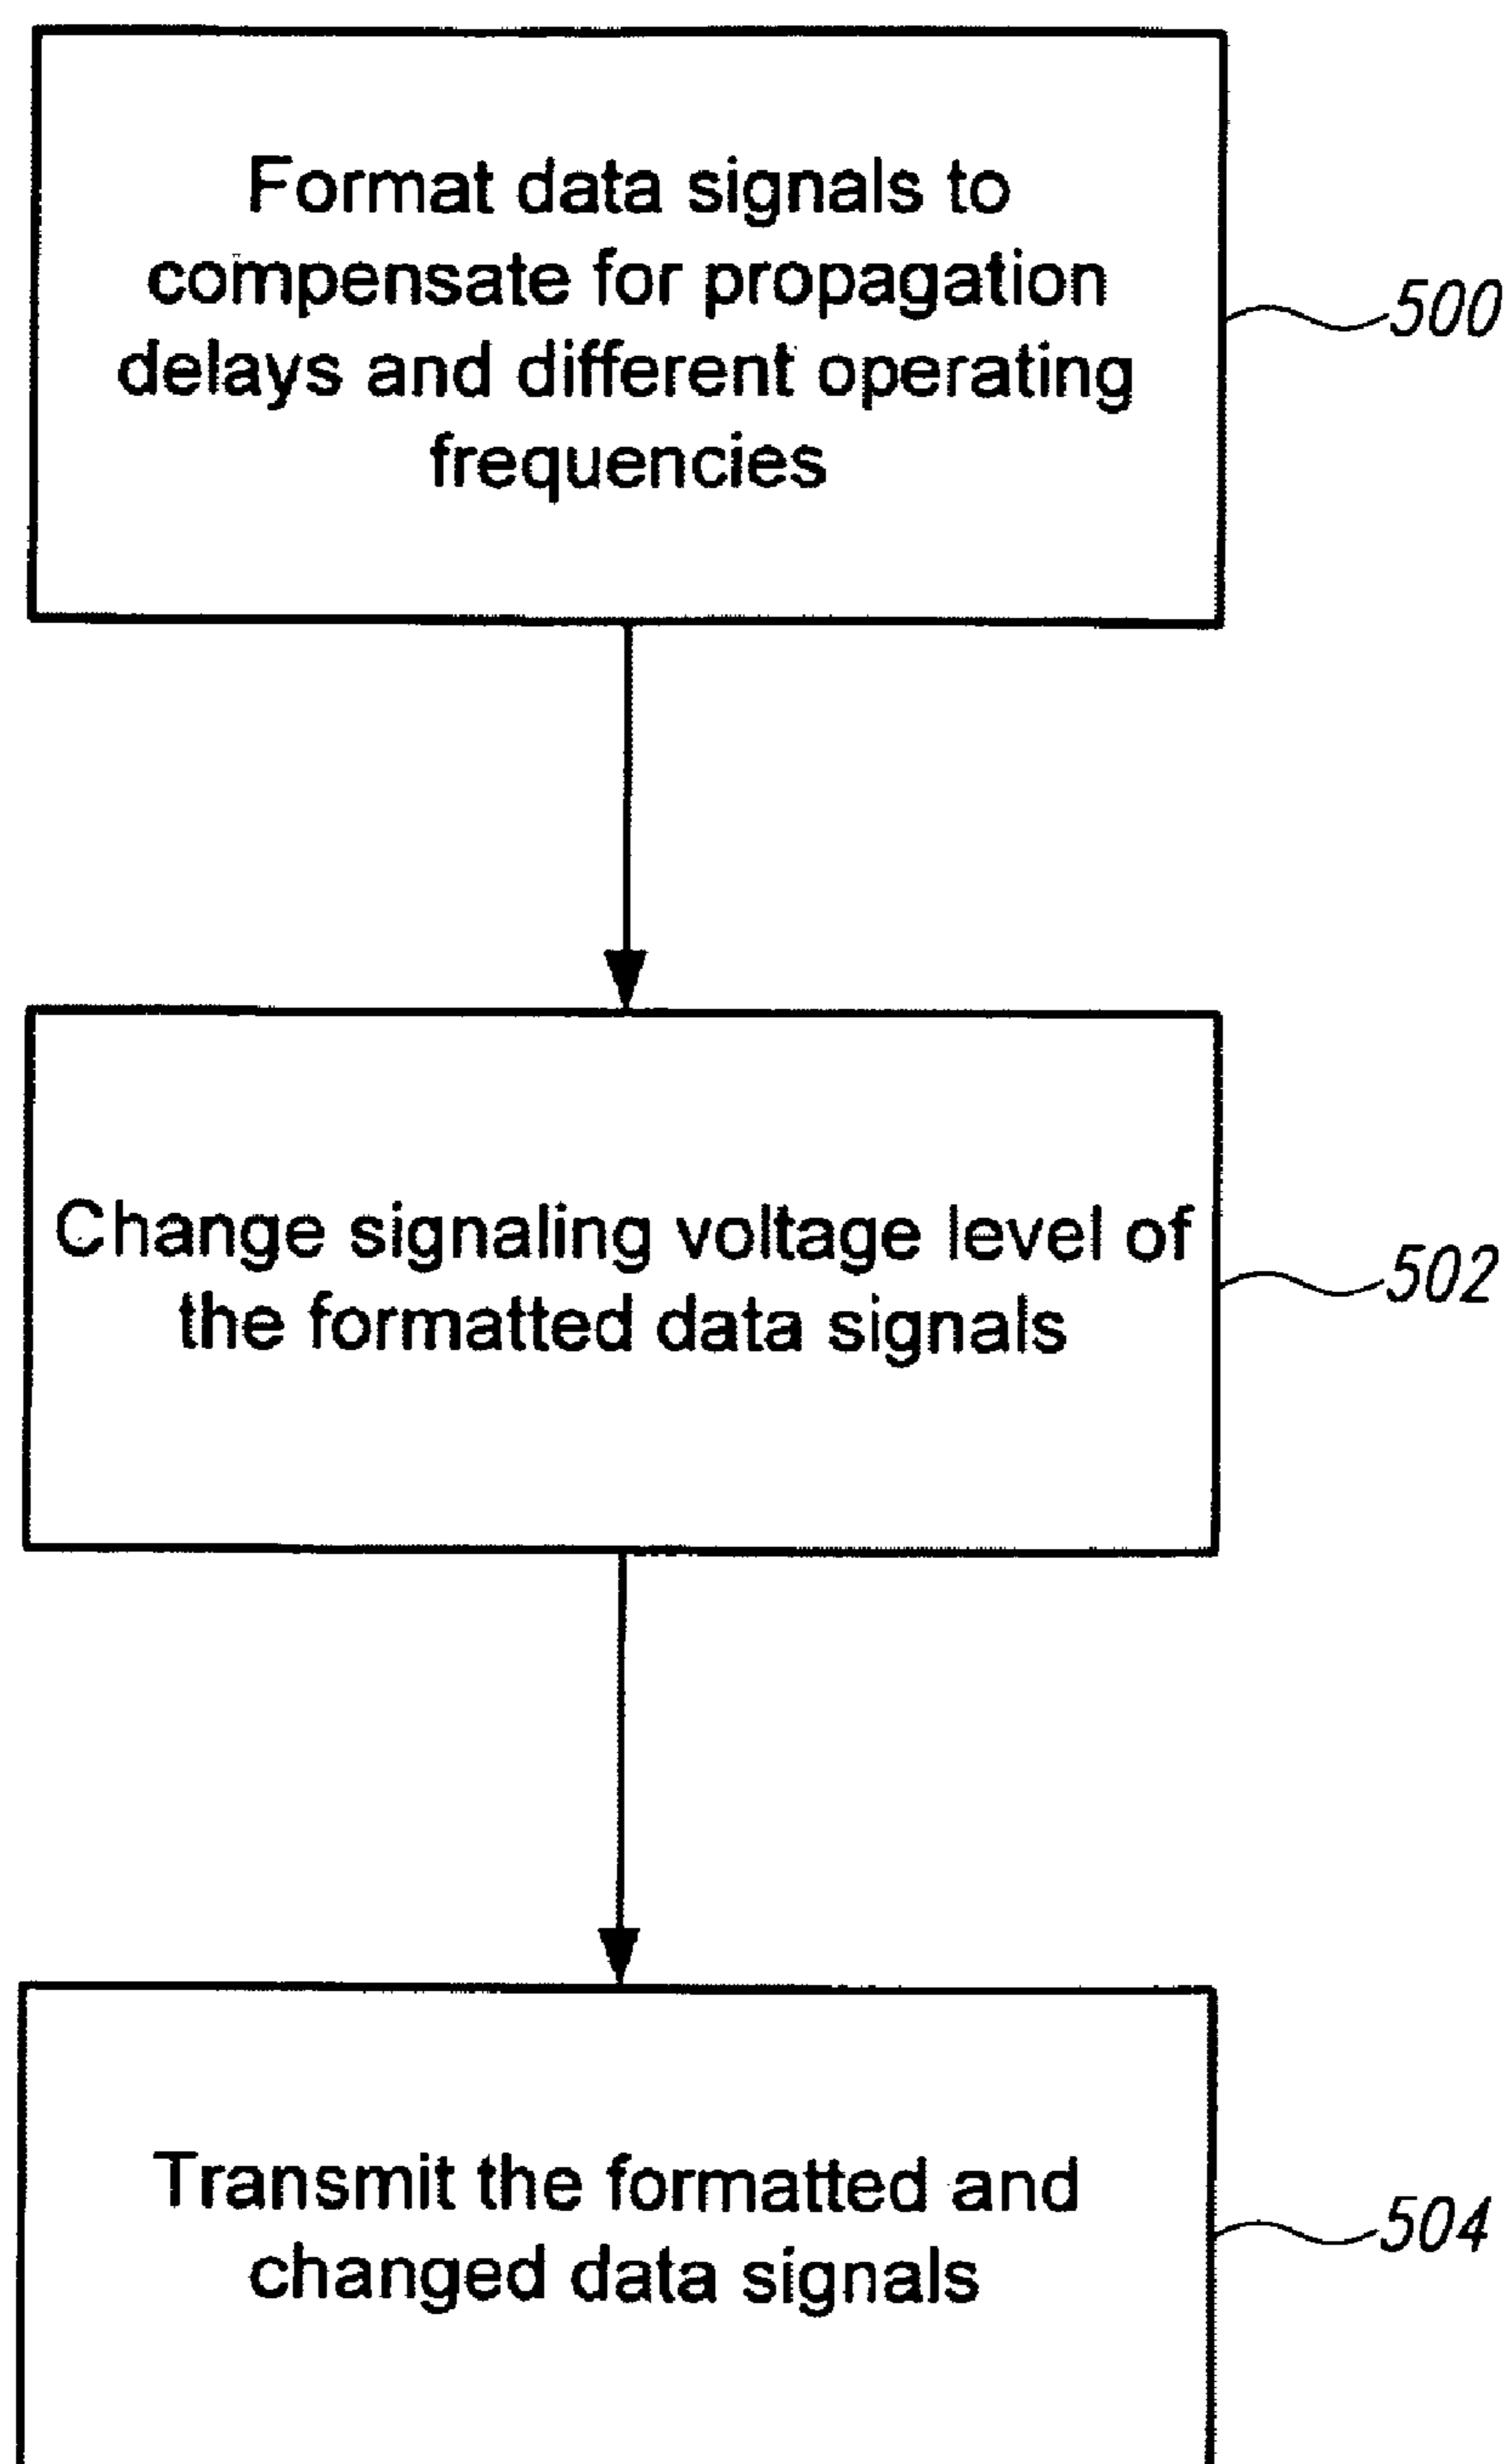 Format data signals to
compensate for propagation
delays and different operating
frequencies
500
Change signaling voltage level of
the formatted data signals
502
Transmit the formatted and
changed data signals
504